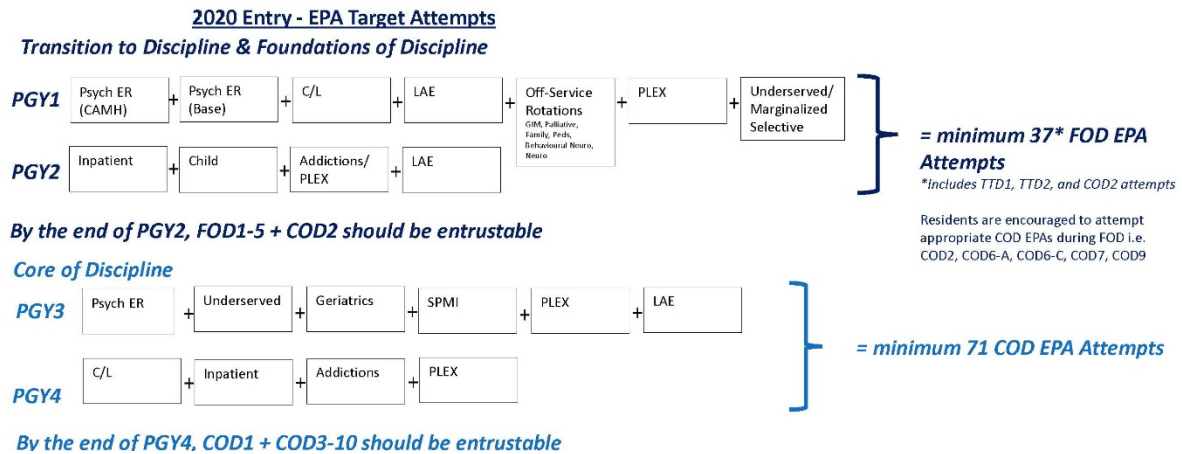 2020 Entry - EPA Target Attempts
Transition to Discipline & Foundations of Discipline
PGY1
Psych ER
(CAMH)
+
Psych ER
(Base)
+
C/L
+
LAE
+
Off-Service
Rotations
GIM, Palliative,
Family, Peds,
Behavioural Neuro,
Neuro
+
PLEX
+
Underserved/
Marginalized
Selective
PGY2
Inpatient
+
Child
+
Addictions/
PLEX
+
LAE
= minimum 37* FOD EPA
Attempts
*Includes TTD1, TTD2, and COD2 attempts
Residents are encouraged to attempt
appropriate COD EPAs during FOD i.e.
COD2, COD6-A, COD6-C, COD7, COD9
By the end of PGY2, FOD1-5 + COD2 should be entrustable
Core of Discipline
PGY3
Psych ER
+
Underserved
+
Geriatrics
+
SPMI
+
PLEX
+
LAE
PGY4
C/L
+
Inpatient
+
Addictions
+
PLEX
= minimum 71 COD EPA Attempts
By the end of PGY4, COD1 + COD3-10 should be entrustable